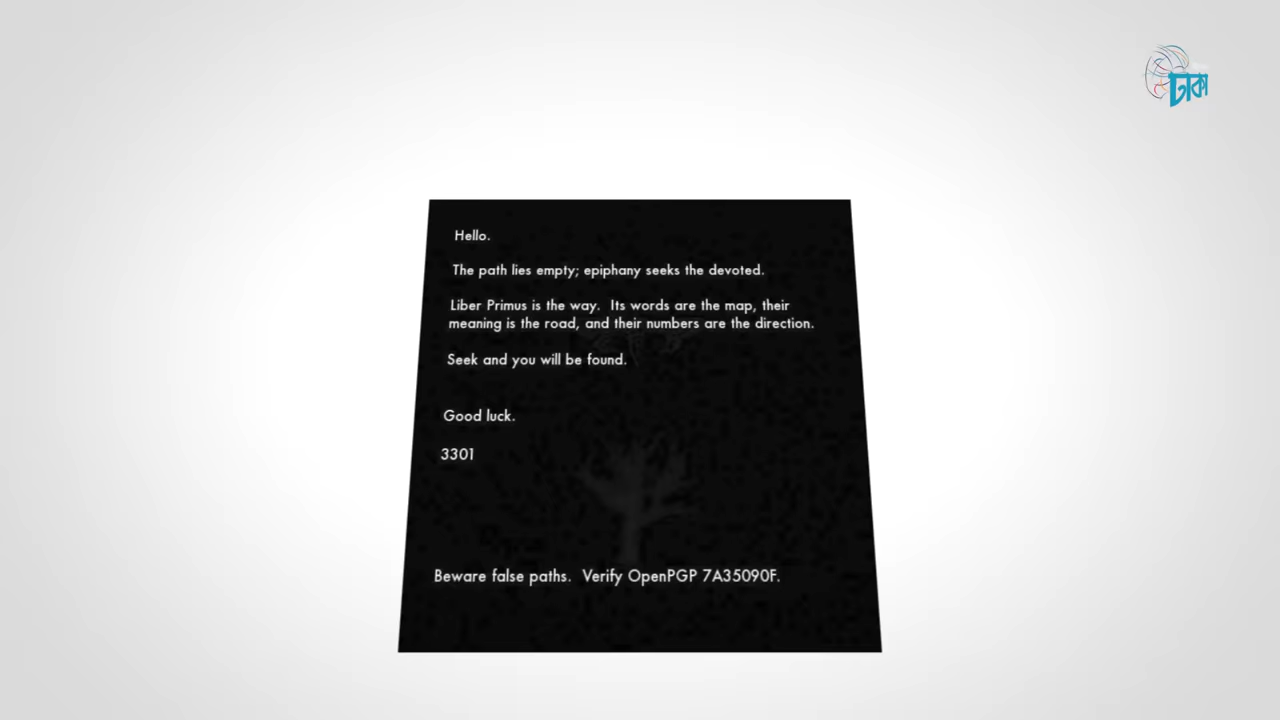 ঢাকা
Hello.
The path lies empty; epiphany seeks the devoted.
Liber Primus is the way.  Its words are the map, their
meaning is the road, and their numbers are the direction.
Seek and you will be found.
Good luck.
3301
Beware false paths.  Verify OpenPGP 7A35090F.